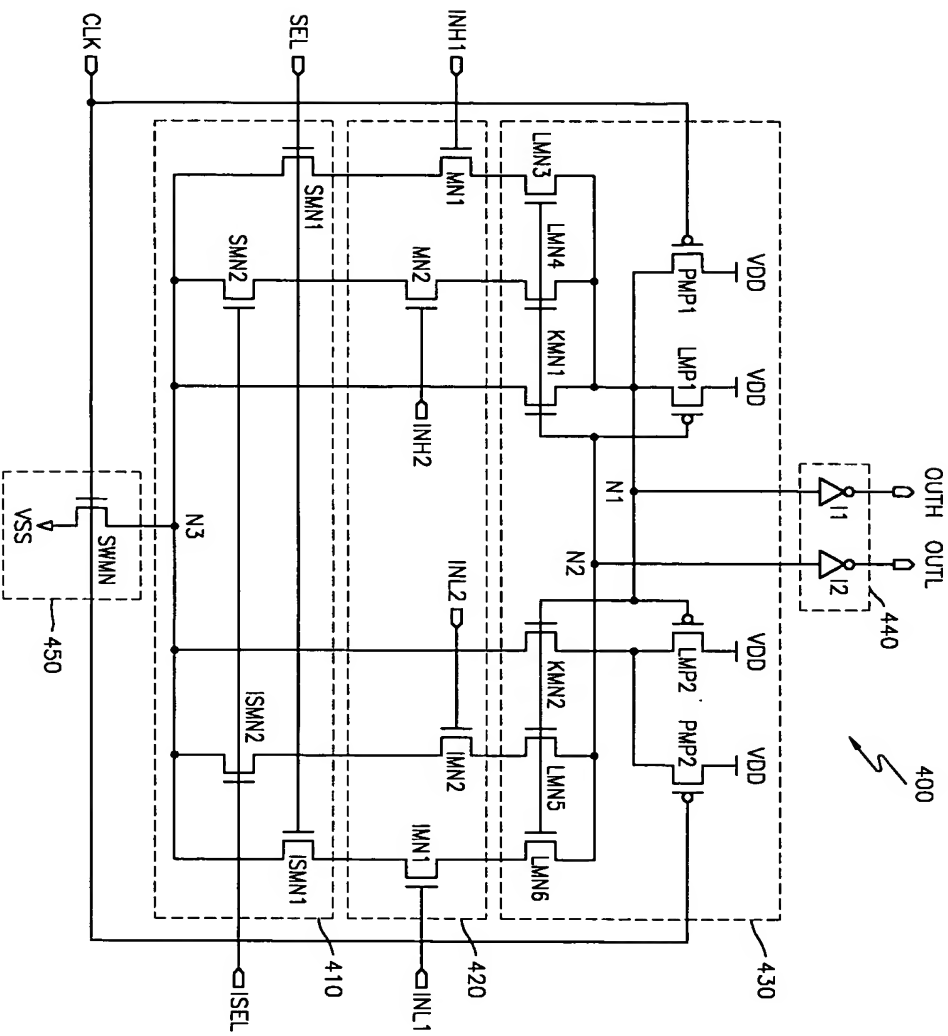 OUTH OUTL
400
440
VDD VDD VDD VDD
430
PMP1 LMP1 LMP2 PMP2
I1 I2
N1
N2
LMN3 LMN4 KMN1 KMN2 LMN5 LMN6
420
INH1 MN1 MN2 INH2 INL2 IMN2 IMN1 INL1
410
SEL SMN1 ISMN1
SMN2 ISMN2 ISEL
N3
CLK SWMN
450
VSS